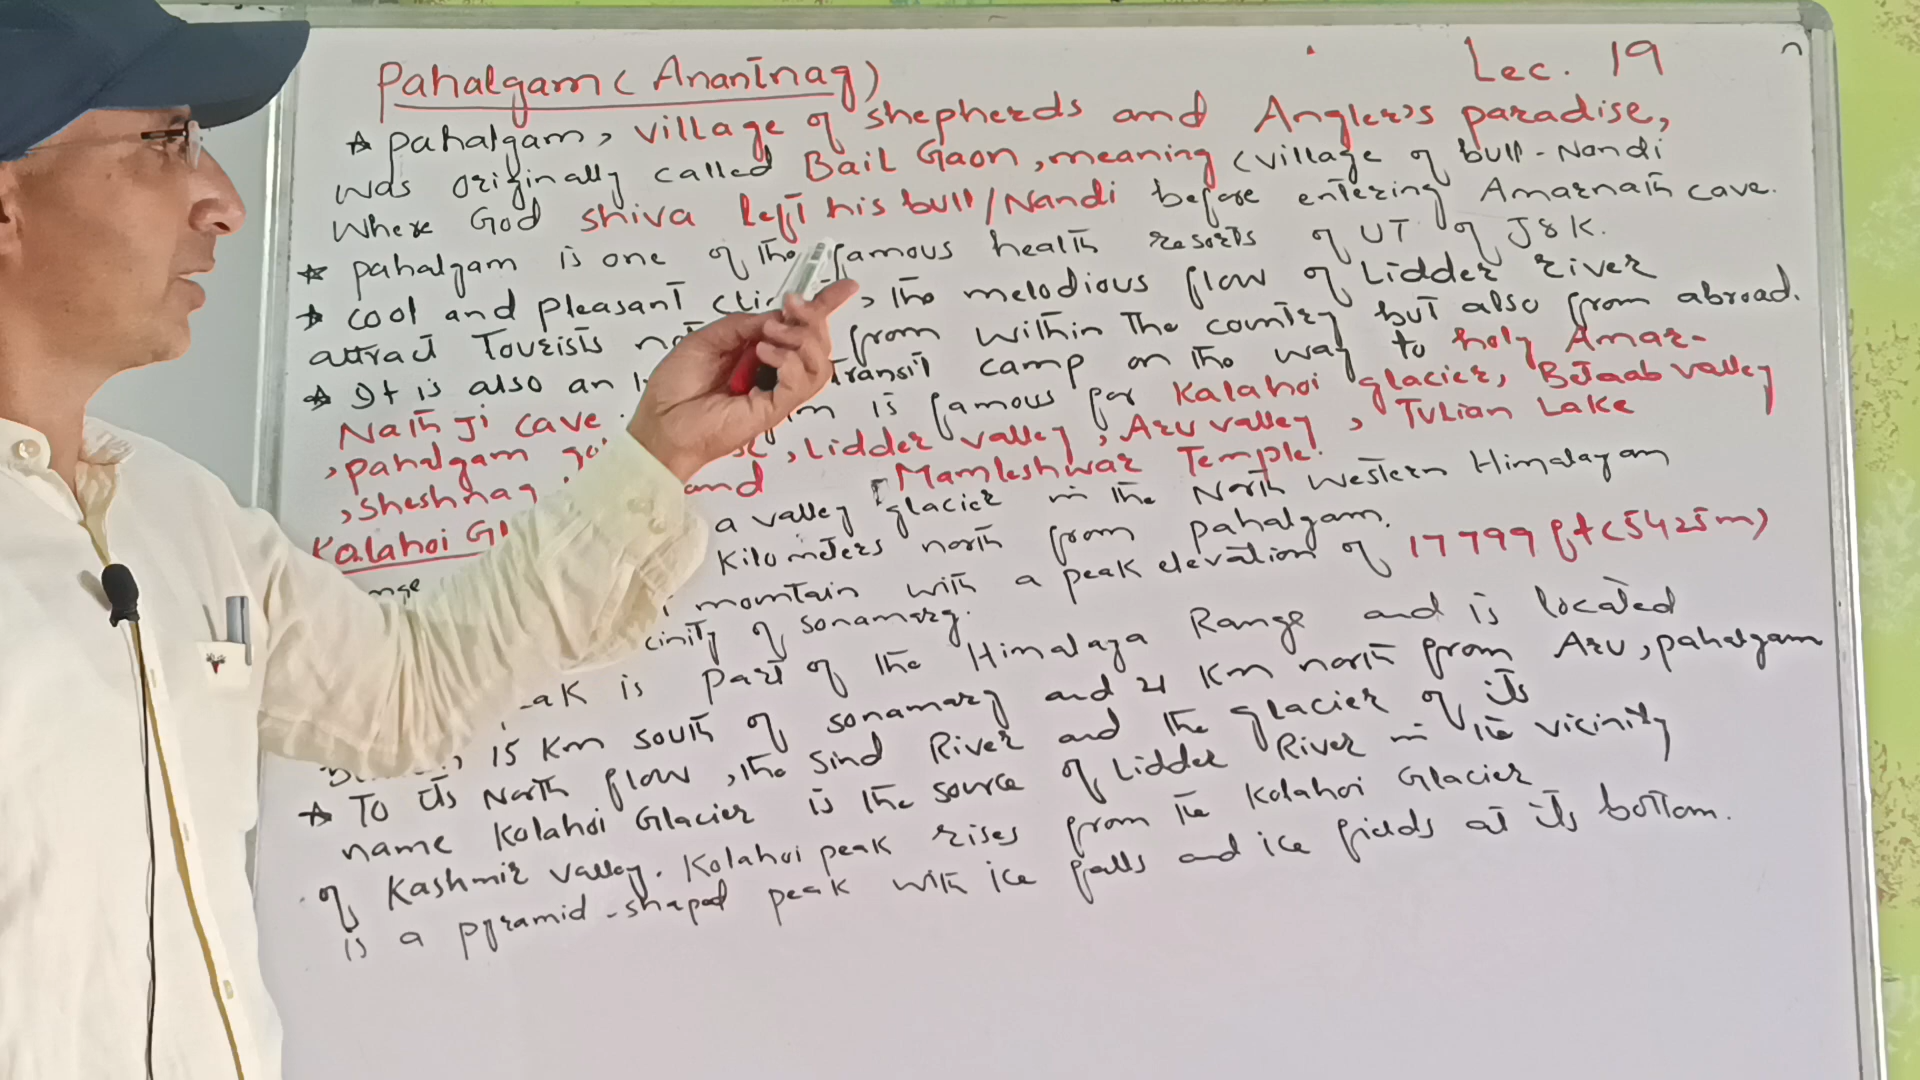 Lec. 19
Pahalgam (Anantnag)
☆ pahalgam, village of shepherds and Angler's paradise,
was originally called Bail Gaon, meaning (village of bull-Nandi
Where God shiva left his bull/Nandi before entering Amarnath cave.
☆ pahalgam is one of the famous health resorts of UT of J&K.
☆ cool and pleasant , the melodious flow of Lidder River
attract Tourists from within The country but also from abroad.
☆ It is also an transit camp on the way to holy Amar-
Nath Ji cave is famous for Kalahoi glacier, Betaab valley
, pahalgam , Lidder valley, Aru valley, Tulian Lake
, Sheshnag and Mamleshwar Temple.
Kalahoi a valley glacier in the North Western Himalayan
Kilometers north from pahalgam.
mountain with a peak elevation of 17799 ft (5425m)
of sonamarg.
is part of the Himalaya Range and is located
15 Km south of sonamarg and 21 Km north from Aru, pahalgam
☆ To its North flow, the Sind River and the glacier of its
name Kolahoi Glacier is the source of Lidder River in the vicinity
of Kashmir valley. Kolahoi peak rises from the Kolahoi Glacier
is a pyramid-shaped peak with ice falls and ice fields at its bottom.